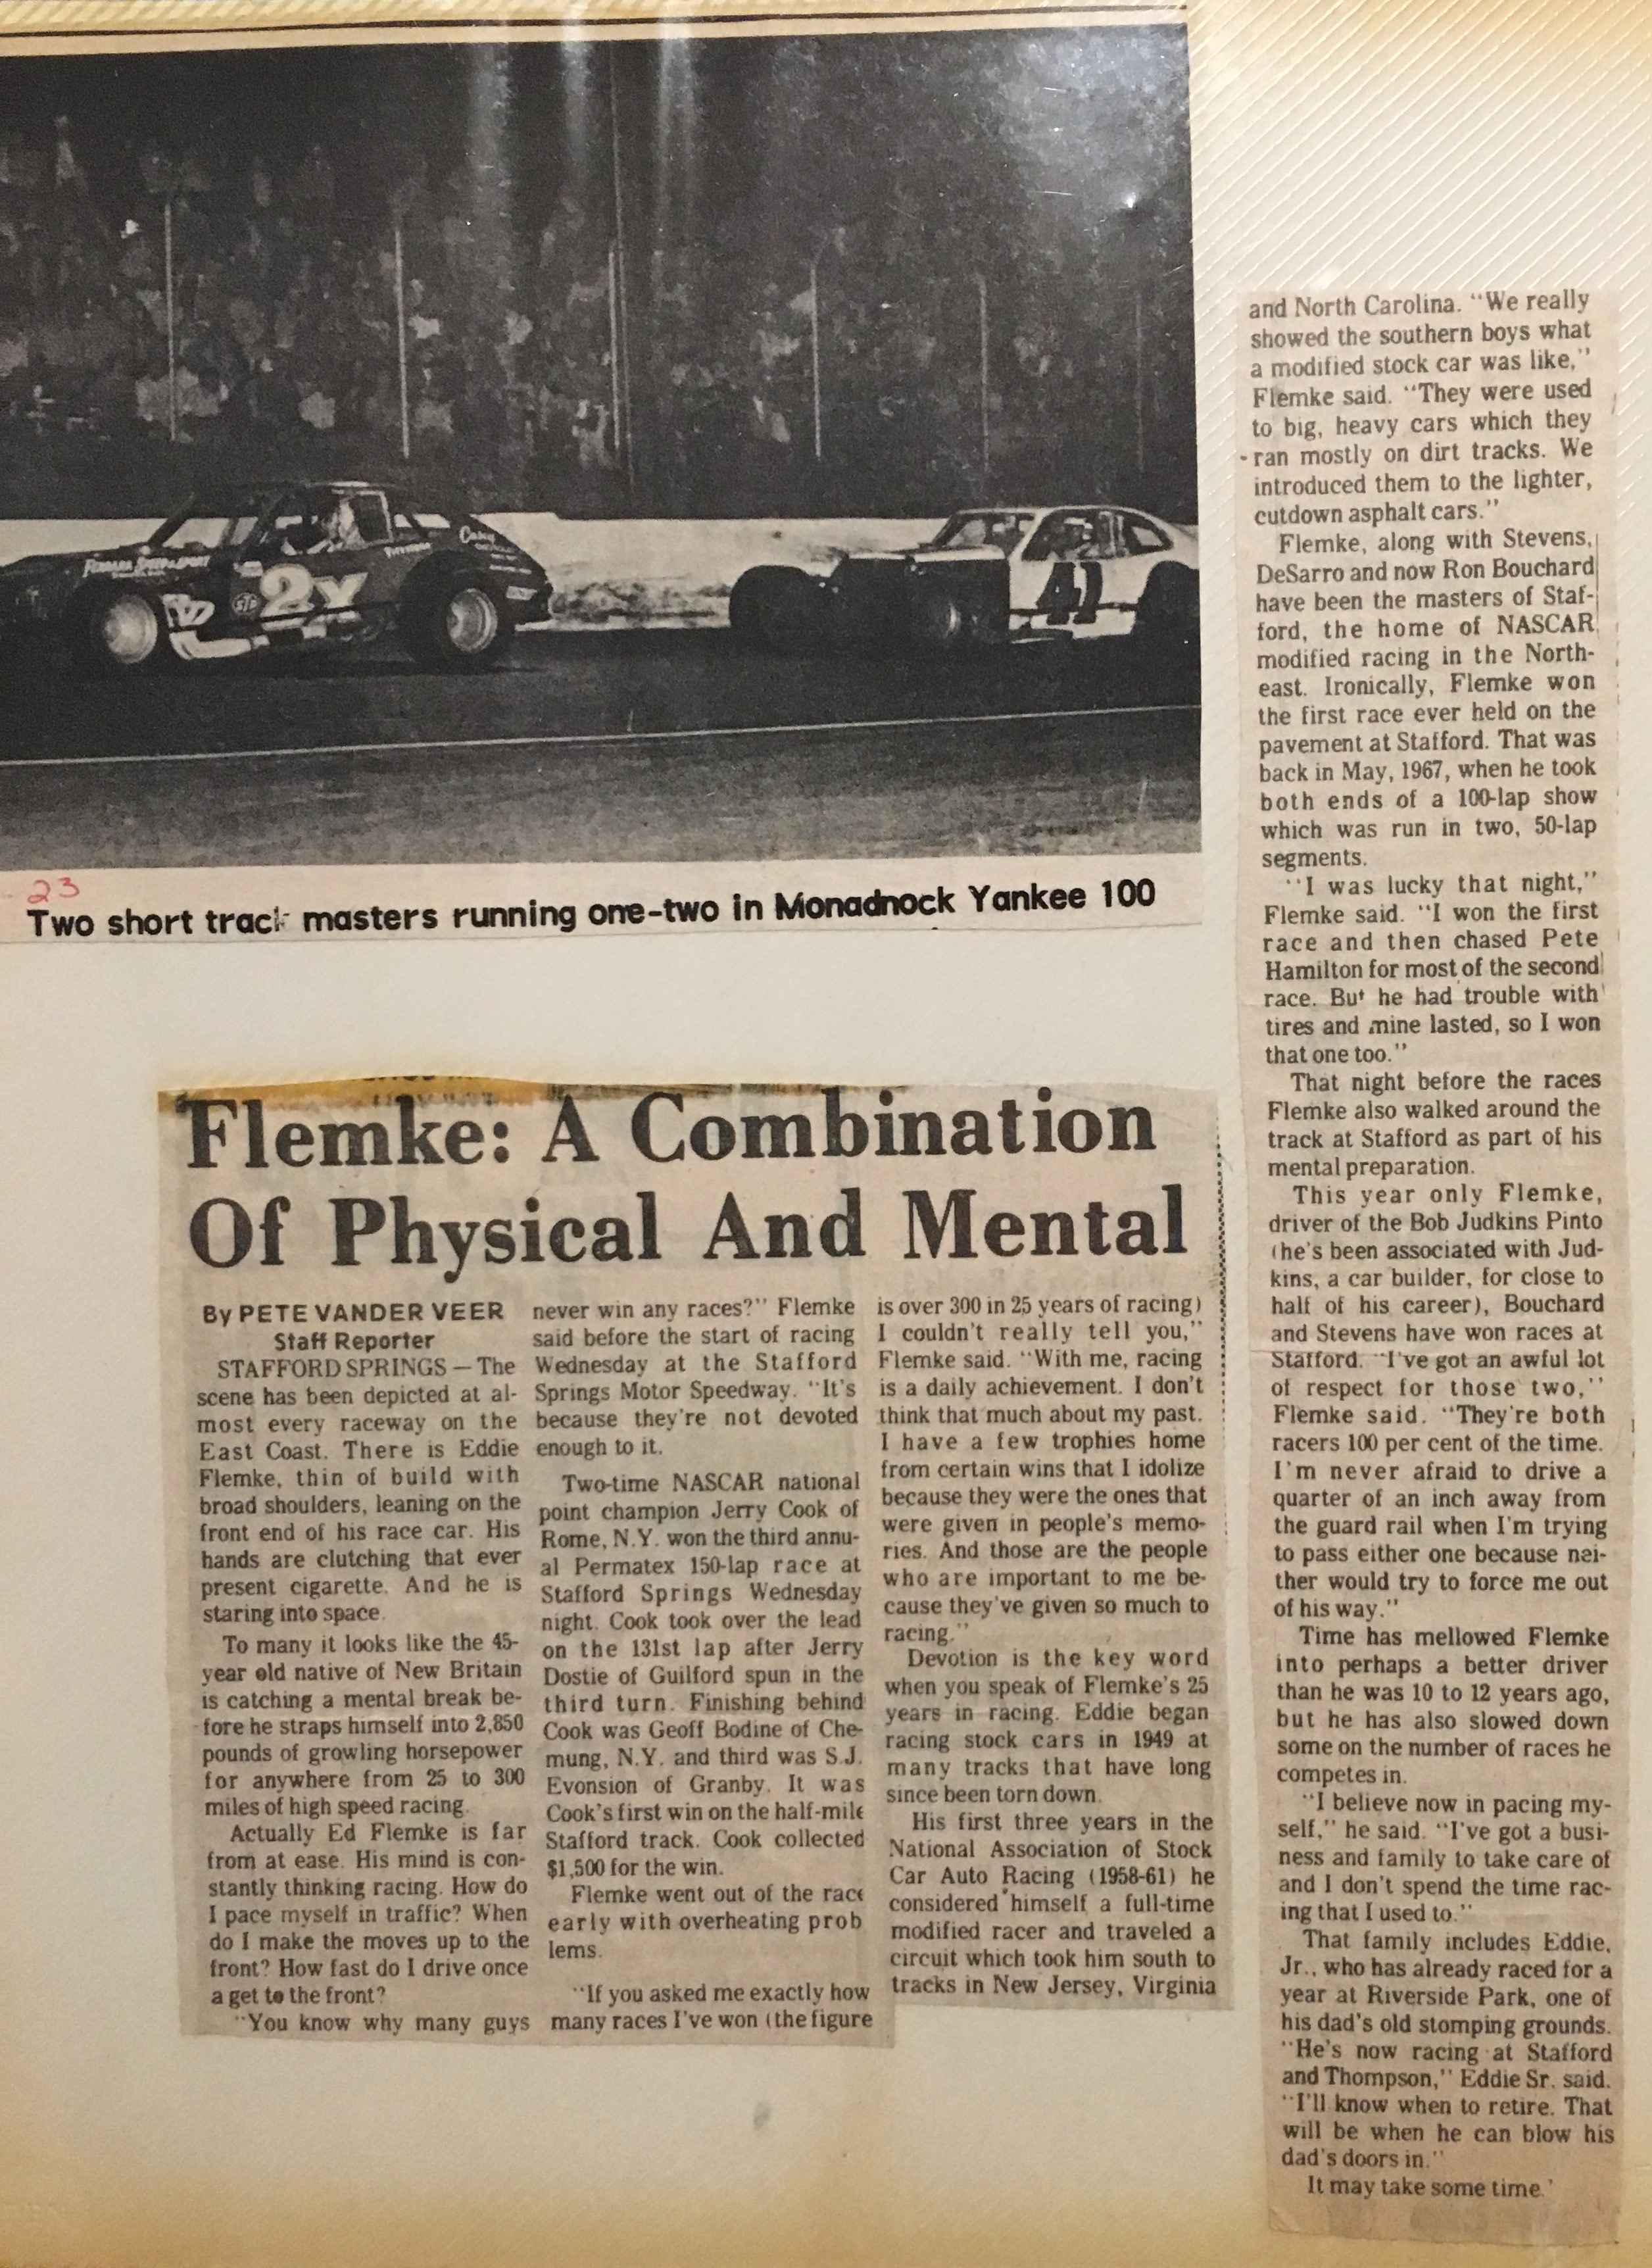 FERRARA SPEED & SPORT
2x
STP
Firestone
41
23
Two short track masters running one-two in Monadnock Yankee 100
Flemke: A Combination
Of Physical And Mental
By PETE VANDER VEER
Staff Reporter
STAFFORD SPRINGS — The
scene has been depicted at al-
most every raceway on the
East Coast. There is Eddie
Flemke, thin of build with
broad shoulders, leaning on the
front end of his race car. His
hands are clutching that ever
present cigarette. And he is
staring into space.
To many it looks like the 45-
year old native of New Britain
is catching a mental break be-
fore he straps himself into 2,850
pounds of growling horsepower
for anywhere from 25 to 300
miles of high speed racing.
Actually Ed Flemke is far
from at ease. His mind is con-
stantly thinking racing. How do
I pace myself in traffic? When
do I make the moves up to the
front? How fast do I drive once
a get to the front?
"You know why many guys
never win any races?" Flemke
said before the start of racing
Wednesday at the Stafford
Springs Motor Speedway. "It's
because they're not devoted
enough to it.
Two-time NASCAR national
point champion Jerry Cook of
Rome, N.Y. won the third annu-
al Permatex 150-lap race at
Stafford Springs Wednesday
night. Cook took over the lead
on the 131st lap after Jerry
Dostie of Guilford spun in the
third turn. Finishing behind
Cook was Geoff Bodine of Che-
mung, N.Y. and third was S.J.
Evonsion of Granby. It was
Cook's first win on the half-mile
Stafford track. Cook collected
$1,500 for the win.
Flemke went out of the race
early with overheating prob
lems.
"If you asked me exactly how
many races I've won (the figure
is over 300 in 25 years of racing)
I couldn't really tell you,"
Flemke said. "With me, racing
is a daily achievement. I don't
think that much about my past.
I have a few trophies home
from certain wins that I idolize
because they were the ones that
were given in people's memo-
ries. And those are the people
who are important to me be-
cause they've given so much to
racing."
Devotion is the key word
when you speak of Flemke's 25
years in racing. Eddie began
racing stock cars in 1949 at
many tracks that have long
since been torn down.
His first three years in the
National Association of Stock
Car Auto Racing (1958-61) he
considered himself a full-time
modified racer and traveled a
circuit which took him south to
tracks in New Jersey, Virginia
and North Carolina. "We really
showed the southern boys what
a modified stock car was like,"
Flemke said. "They were used
to big, heavy cars which they
ran mostly on dirt tracks. We
introduced them to the lighter,
cutdown asphalt cars."
Flemke, along with Stevens,
DeSarro and now Ron Bouchard
have been the masters of Staf-
ford, the home of NASCAR
modified racing in the North-
east. Ironically, Flemke won
the first race ever held on the
pavement at Stafford. That was
back in May, 1967, when he took
both ends of a 100-lap show
which was run in two, 50-lap
segments.
"I was lucky that night,"
Flemke said. "I won the first
race and then chased Pete
Hamilton for most of the second
race. But he had trouble with
tires and mine lasted, so I won
that one too."
That night before the races
Flemke also walked around the
track at Stafford as part of his
mental preparation.
This year only Flemke,
driver of the Bob Judkins Pinto
(he's been associated with Jud-
kins, a car builder, for close to
half of his career), Bouchard
and Stevens have won races at
Stafford. "I've got an awful lot
of respect for those two,"
Flemke said. "They're both
racers 100 per cent of the time.
I'm never afraid to drive a
quarter of an inch away from
the guard rail when I'm trying
to pass either one because nei-
ther would try to force me out
of his way."
Time has mellowed Flemke
into perhaps a better driver
than he was 10 to 12 years ago,
but he has also slowed down
some on the number of races he
competes in.
"I believe now in pacing my-
self," he said. "I've got a busi-
ness and family to take care of
and I don't spend the time rac-
ing that I used to."
That family includes Eddie,
Jr., who has already raced for a
year at Riverside Park, one of
his dad's old stomping grounds.
"He's now racing at Stafford
and Thompson," Eddie Sr. said.
"I'll know when to retire. That
will be when he can blow his
dad's doors in."
It may take some time.'